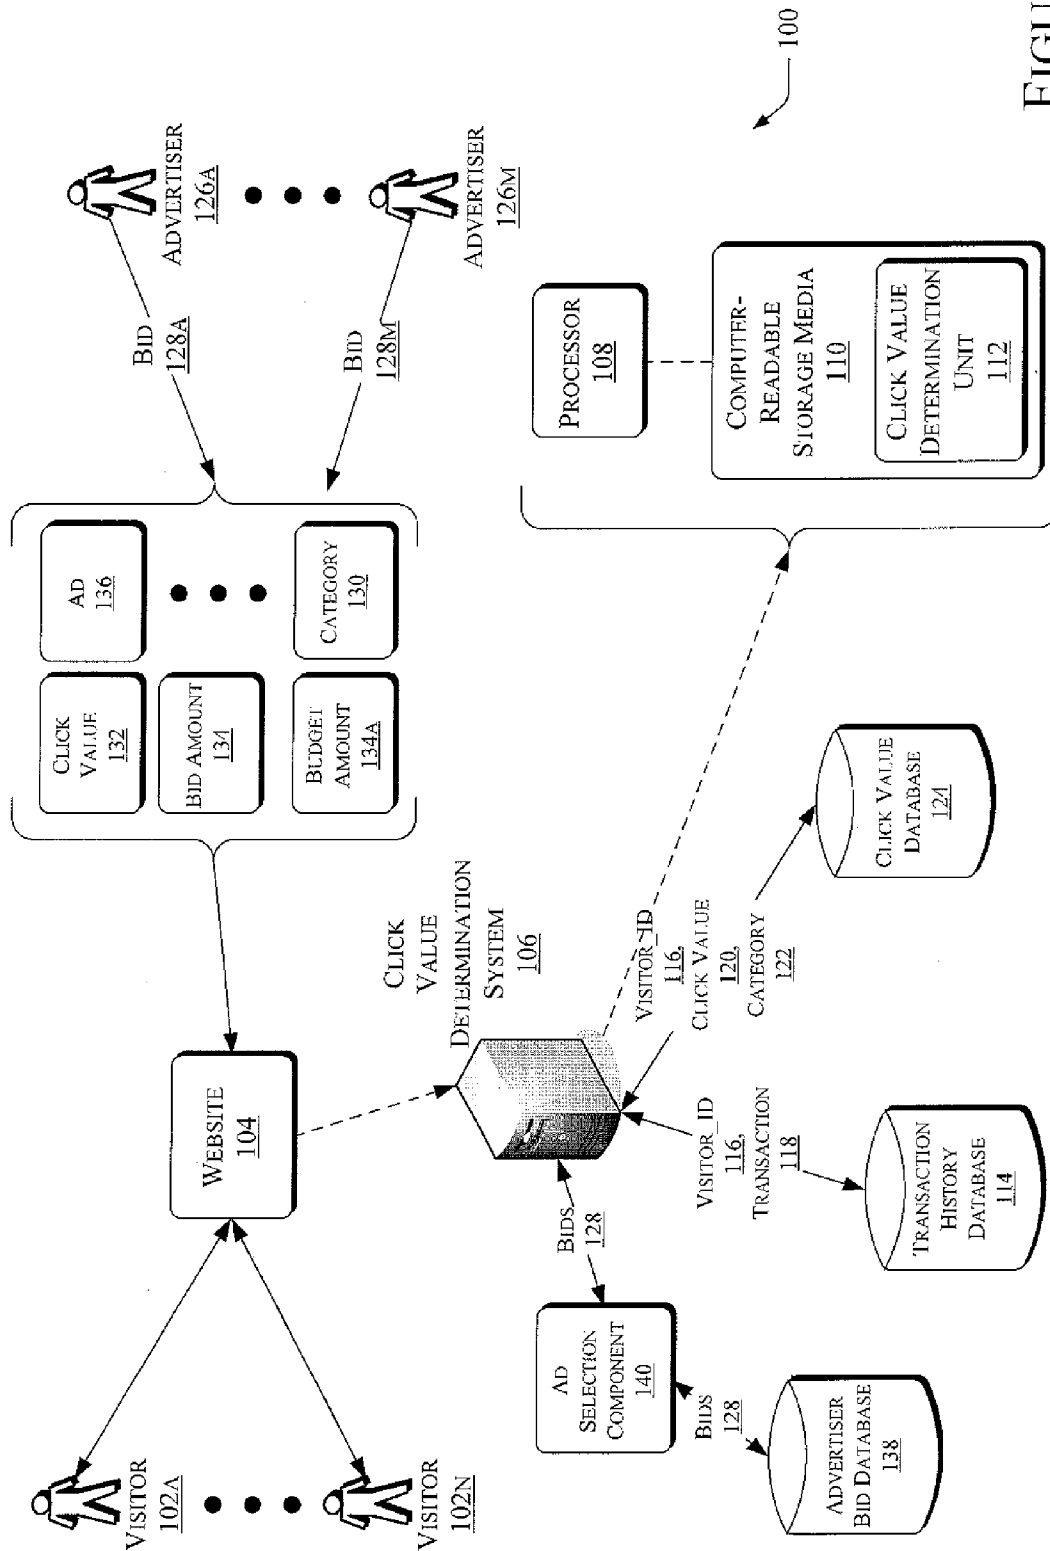 VISITOR
102A
VISITOR
102N
WEBSITE
104
CLICK
VALUE
132
AD
136
BID AMOUNT
134
BUDGET
AMOUNT
134A
CATEGORY
130
BID
128A
BID
128M
ADVERTISER
126A
ADVERTISER
126M
CLICK
VALUE
DETERMINATION
SYSTEM
106
AD
SELECTION
COMPONENT
140
BIDS
128
BIDS
128
ADVERTISER
BID DATABASE
138
VISITOR_ID
116,
TRANSACTION
118
TRANSACTION
HISTORY
DATABASE
114
VISITOR_ID
116,
CLICK VALUE
120,
CATEGORY
122
CLICK VALUE
DATABASE
124
PROCESSOR
108
COMPUTER-
READABLE
STORAGE MEDIA
110
CLICK VALUE
DETERMINATION
UNIT
112
100
FIGU